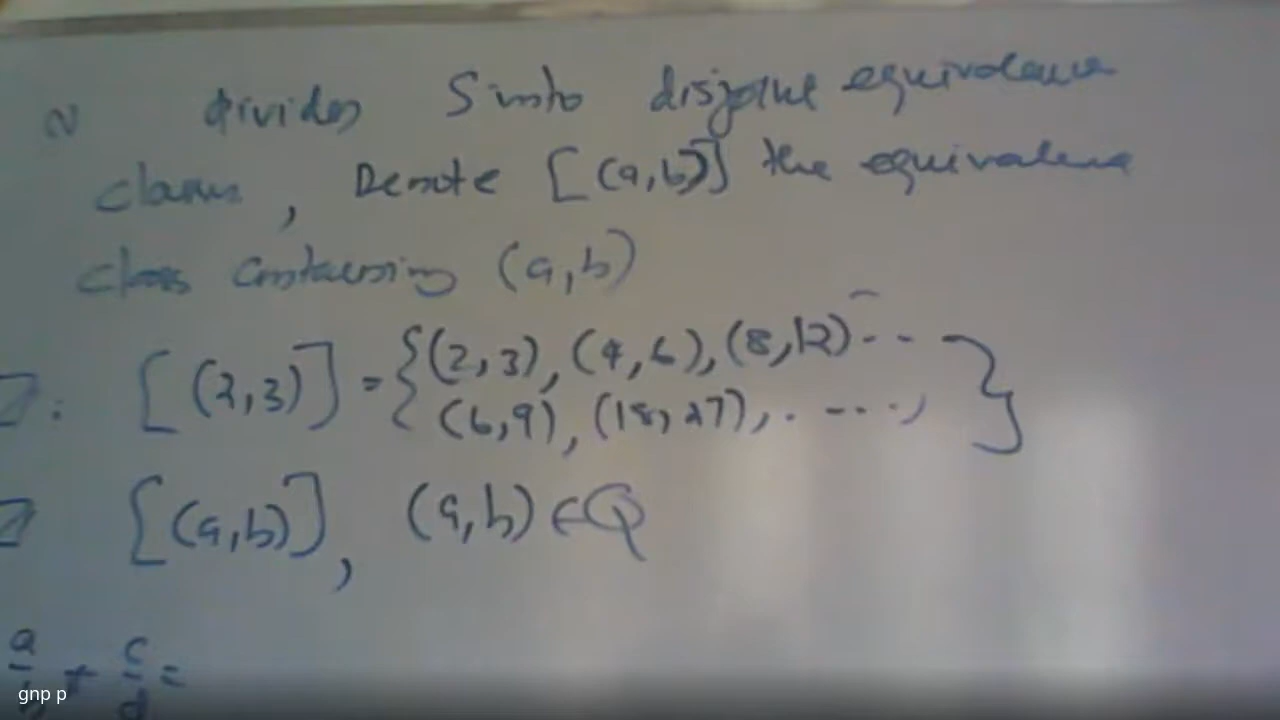 ~ divides S into disjoint equivalence
classes, Denote [(a,b)] the equivalence
class containing (a,b)
[(2,3)] = {(2,3), (4,6), (8,12)...
(6,9), (18,27), . - - . ., }
[(a,b)], (a,b) ∈ Q
a/b + c/d =
gnp p